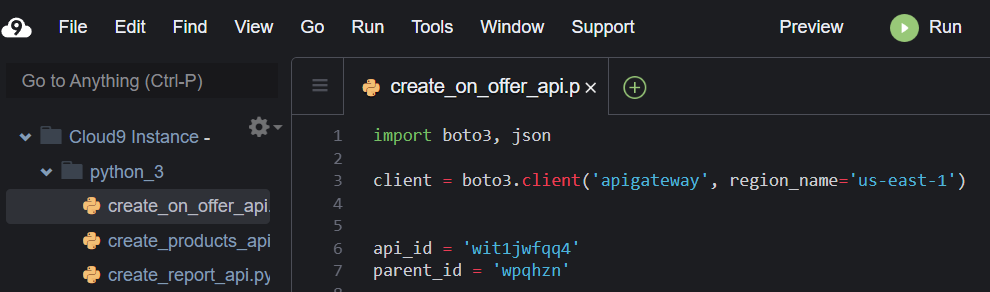 9 File Edit Find View Go Run Tools Window Support Preview Run
Go to Anything (Ctrl-P)
Cloud9 Instance -
python_3
create_on_offer_api.
create_products_api
create_report_api.py
create_on_offer_api.p ×
1 import boto3, json
2
3 client = boto3.client('apigateway', region_name='us-east-1')
4
5
6 api_id = 'wit1jwfqq4'
7 parent_id = 'wpqhzn'